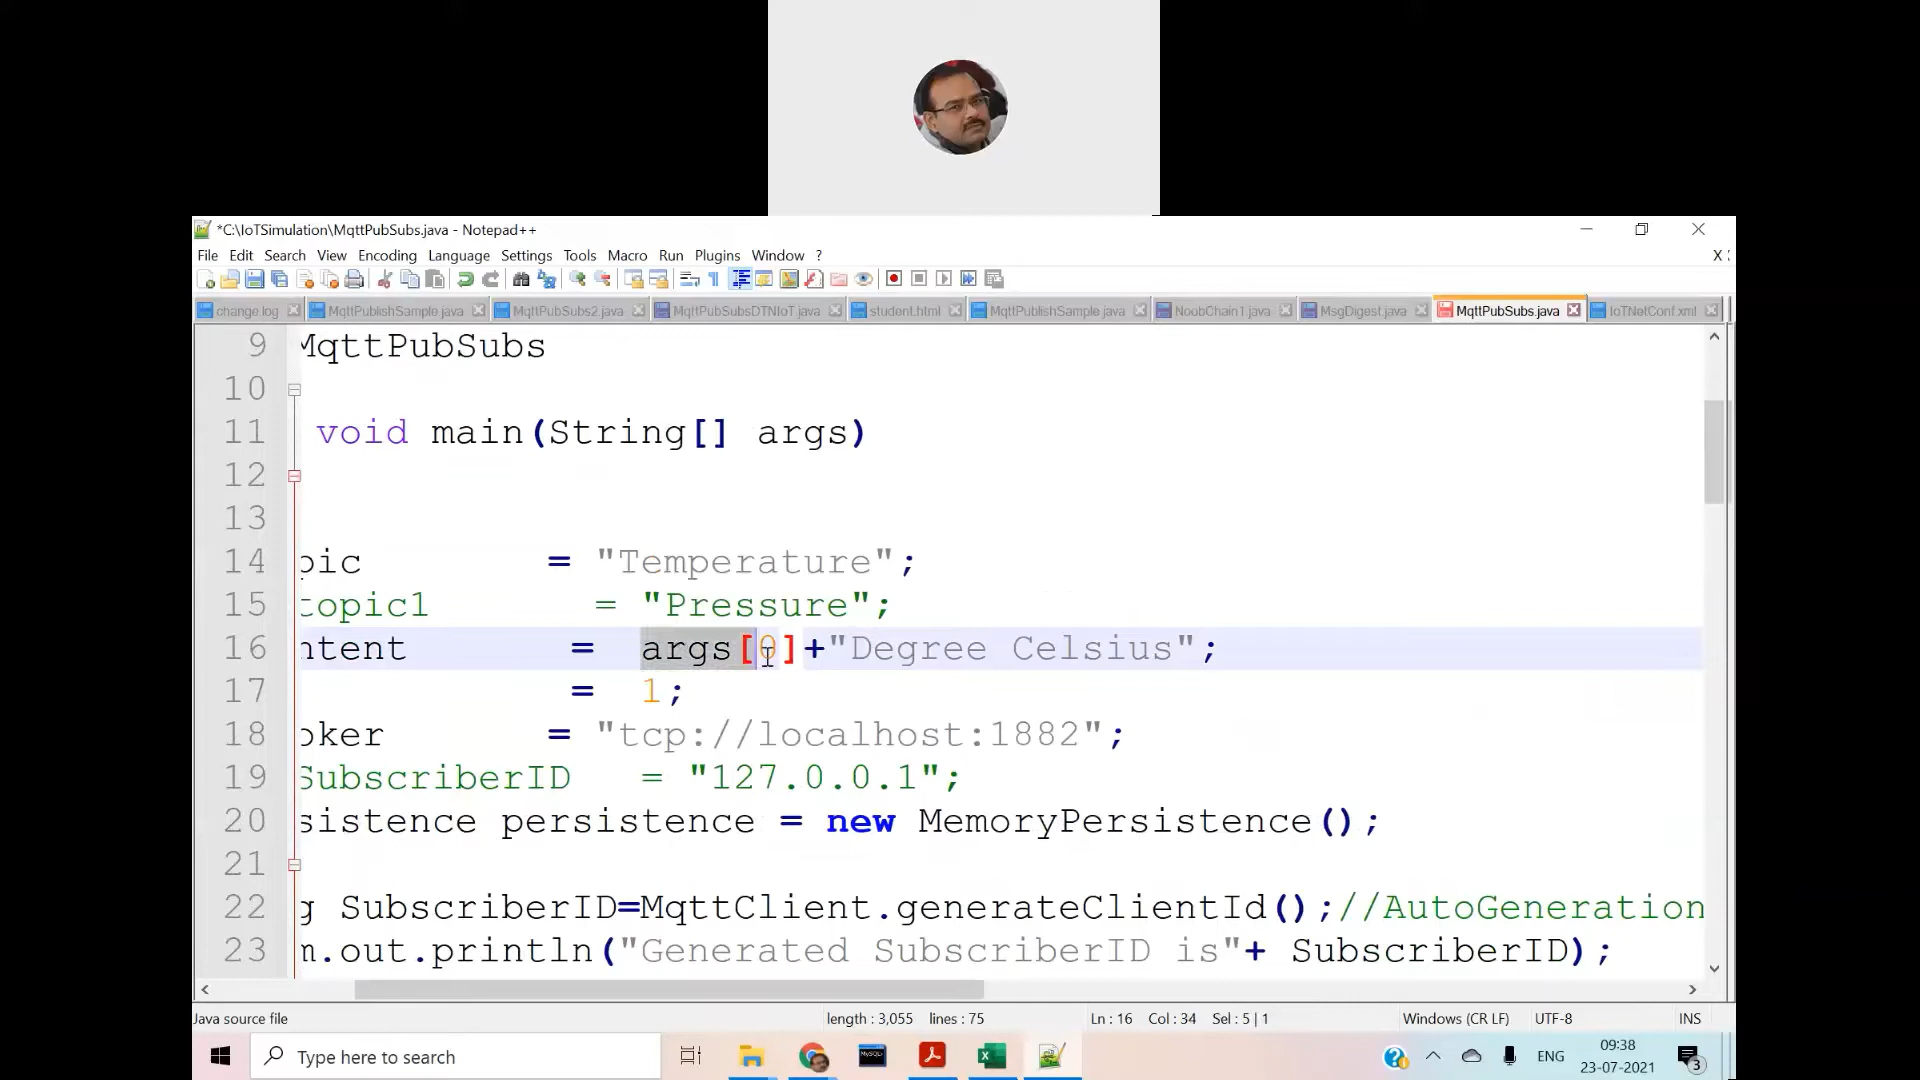 *C:\IoTSimulation\MqttPubSubs.java - Notepad++
File Edit Search View Encoding Language Settings Tools Macro Run Plugins Window ? X
change.log MqttPublishSample.java MqttPubSubs2.java MqttPubSubsDTNIoT.java student.html MqttPublishSample.java NoobChain1.java MsgDigest.java MqttPubSubs.java IoTNetConf.xml
9 MqttPubSubs
10
11 void main(String[] args)
12
13
14 pic = "Temperature";
15 topic1 = "Pressure";
16 ntent = args[0]+"Degree Celsius";
17 = 1;
18 oker = "tcp://localhost:1882";
19 SubscriberID = "127.0.0.1";
20 sistence persistence = new MemoryPersistence();
21
22 g SubscriberID=MqttClient.generateClientId();//AutoGeneration
23 m.out.println("Generated SubscriberID is"+ SubscriberID);
Java source file length : 3,055 lines : 75 Ln : 16 Col : 34 Sel : 5 | 1 Windows (CR LF) UTF-8 INS
Type here to search MySQL ENG 09:38
23-07-2021 3